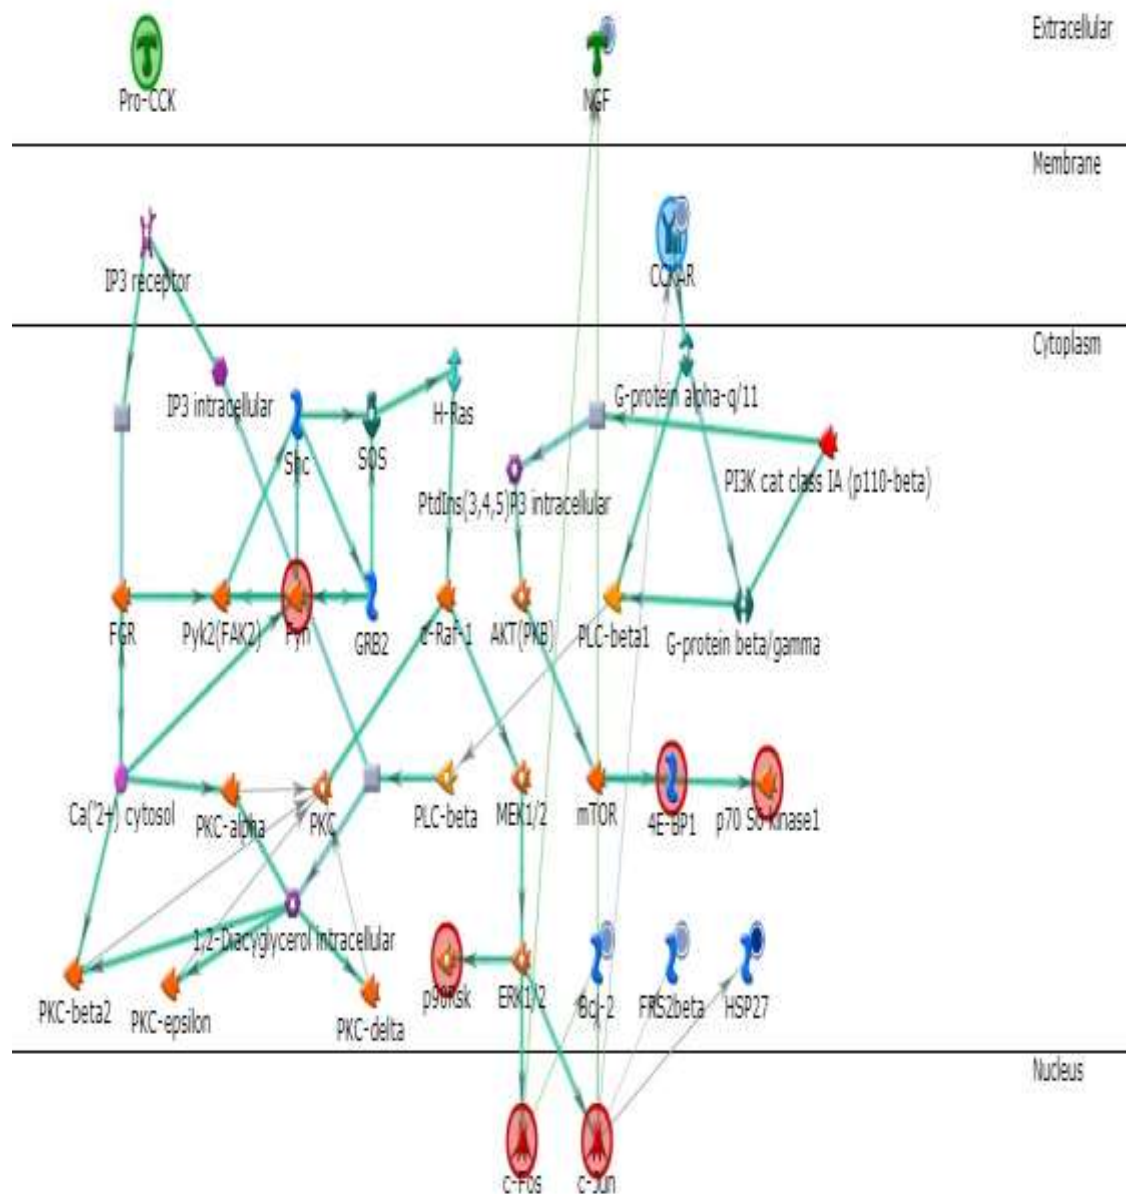 Extracellular
Pro-CCK
NGF
Membrane
IP3 receptor
CCKAR
Cytoplasm
IP3 intracellular
Shc
SOS
H-Ras
G-protein alpha-q/11
PtdIns(3,4,5)P3 intracellular
PI3K cat class IA (p110-beta)
FGR
Pyk2(FAK2)
Fyn
GRB2
c-Raf-1
AKT(PKB)
PLC-beta1
G-protein beta/gamma
Ca('2+) cytosol
PKC-alpha
PKC
PLC-beta
MEK1/2
mTOR
4E-BP1
p70 S6 kinase1
1,2-Diacyglycerol intracellular
PKC-beta2
PKC-epsilon
PKC-delta
p90Rsk
ERK1/2
Bcl-2
FRS2beta
HSP27
Nucleus
c-Fos
c-Jun